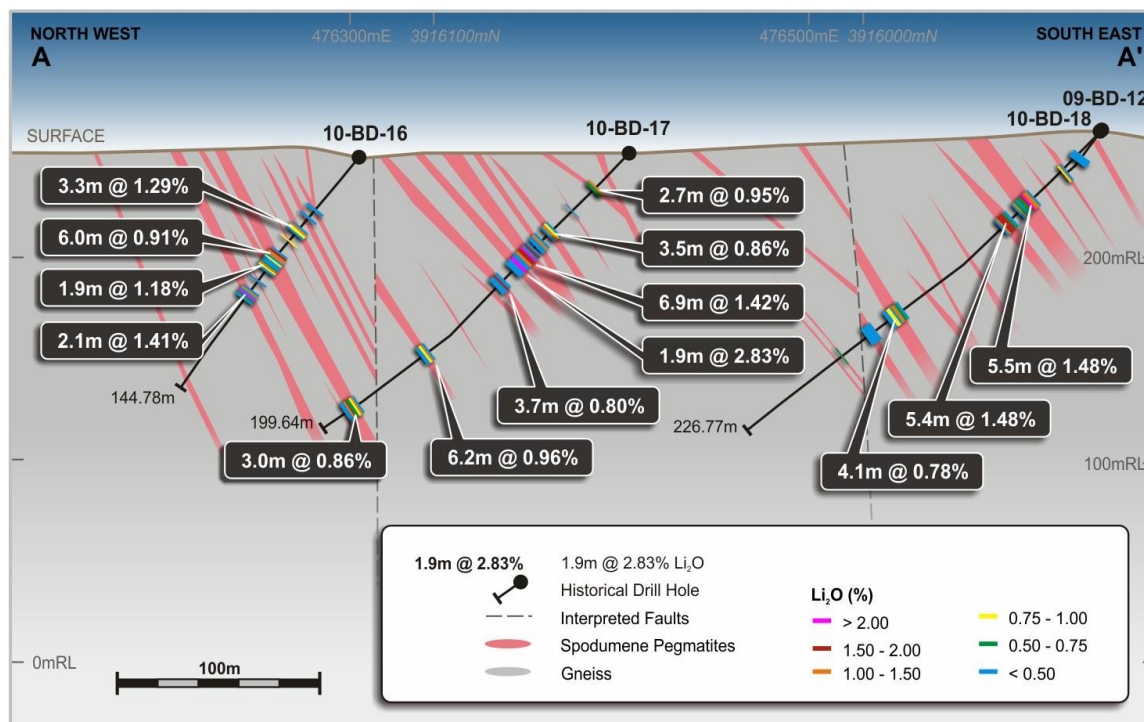 NORTH WEST
A
476300mE
3916100mN
476500mE
3916000mN
SOUTH EAST
A'
09-BD-12
10-BD-18
10-BD-16
10-BD-17
SURFACE
3.3m @ 1.29%
6.0m @ 0.91%
1.9m @ 1.18%
2.1m @ 1.41%
144.78m
199.64m
3.0m @ 0.86%
2.7m @ 0.95%
3.5m @ 0.86%
6.9m @ 1.42%
1.9m @ 2.83%
3.7m @ 0.80%
6.2m @ 0.96%
226.77m
200mRL
5.5m @ 1.48%
5.4m @ 1.48%
4.1m @ 0.78%
100mRL
0mRL
100m
1.9m @ 2.83%
1.9m @ 2.83% Li₂O
Historical Drill Hole
Interpreted Faults
Spodumene Pegmatites
Gneiss
Li₂O (%)
> 2.00
1.50 - 2.00
1.00 - 1.50
0.75 - 1.00
0.50 - 0.75
< 0.50